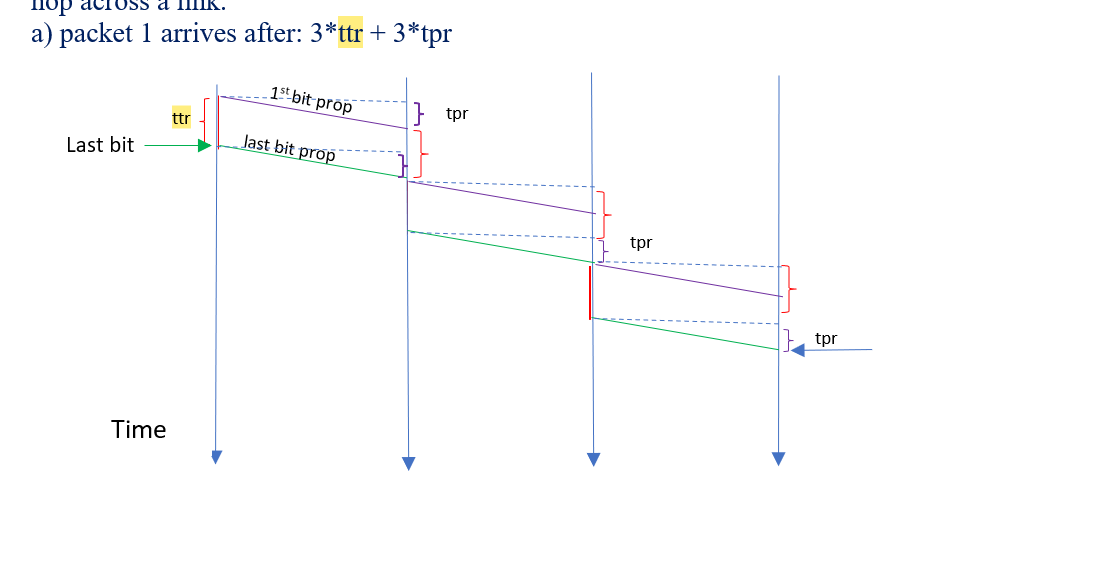 hop across a link.
a) packet 1 arrives after: 3*ttr + 3*tpr
1st bit prop
tpr
ttr
Last bit
last bit prop
tpr
tpr
Time